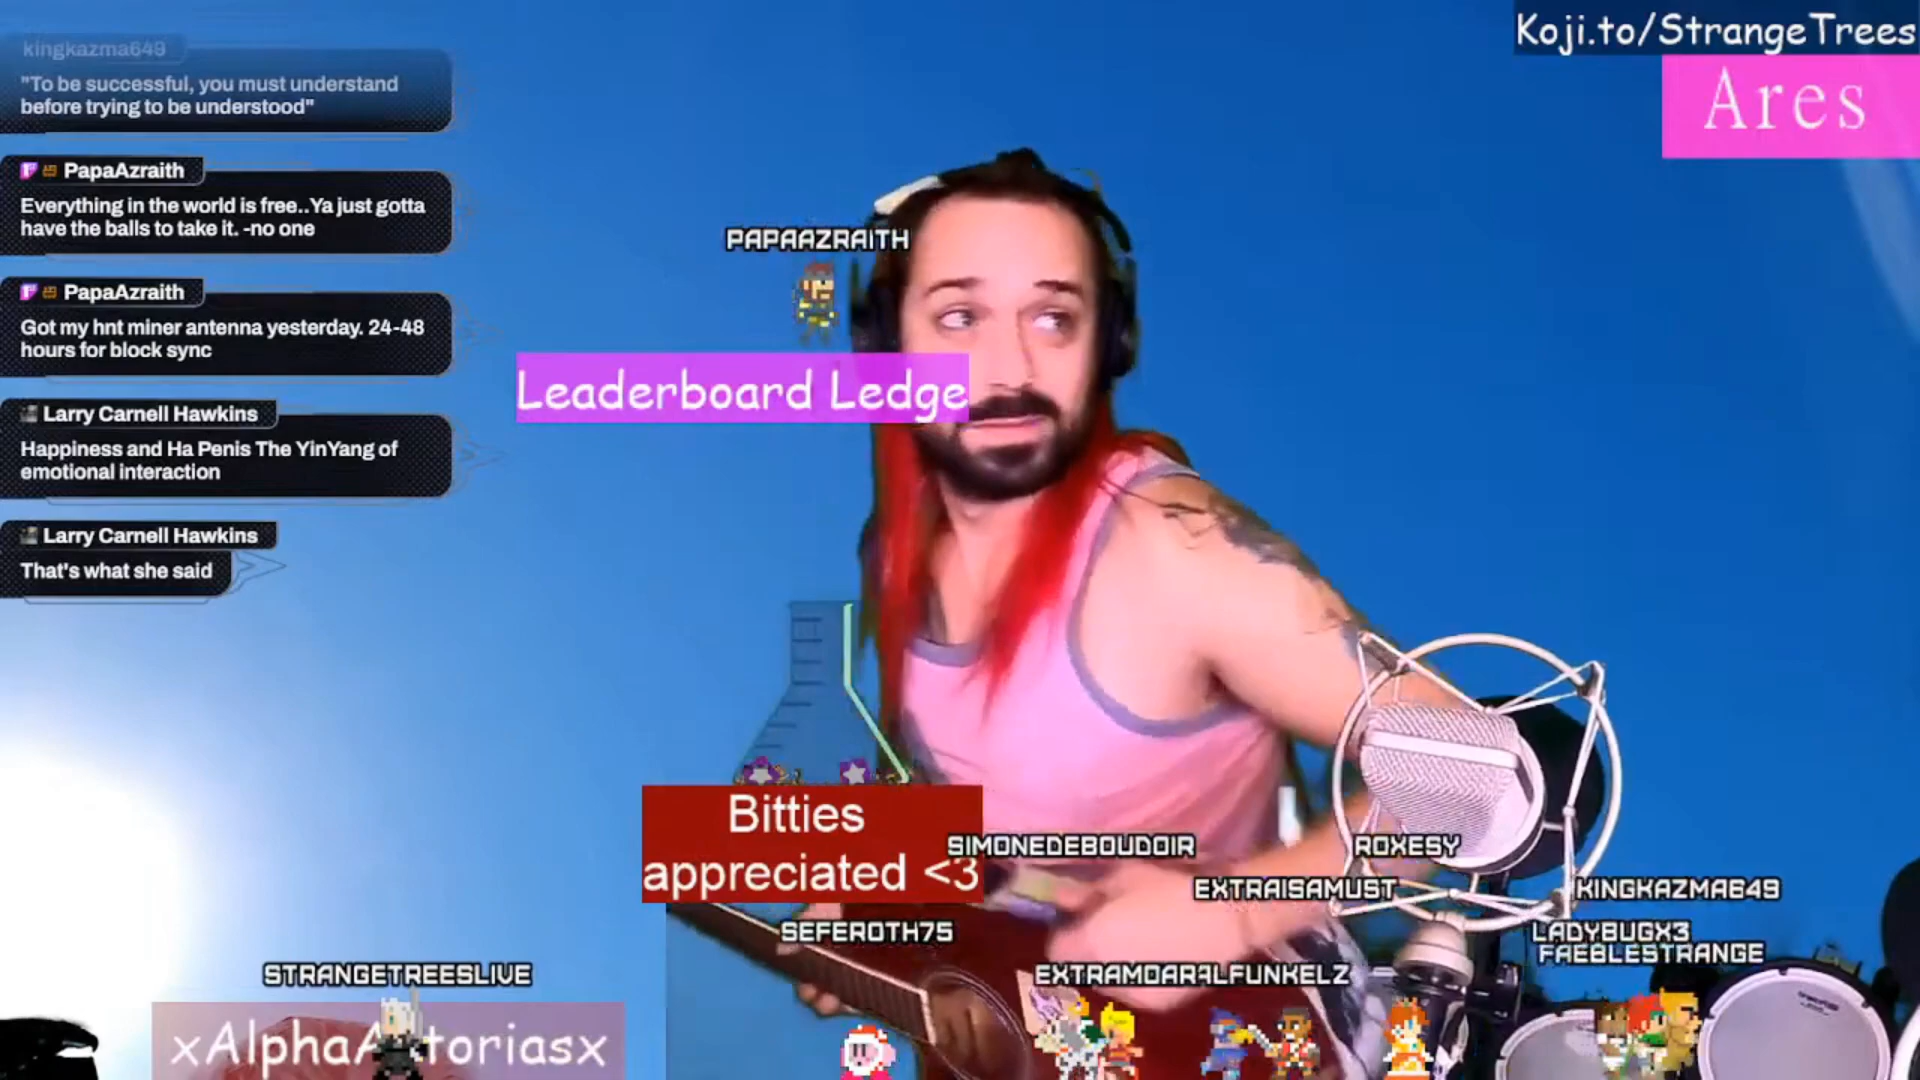 Koji.to/StrangeTrees
Ares
kingkazma649
"To be successful, you must understand
before trying to be understood"
PapaAzraith
Everything in the world is free..Ya just gotta
have the balls to take it. -no one
PapaAzraith
Got my hnt miner antenna yesterday. 24-48
hours for block sync
Larry Carnell Hawkins
Happiness and Ha Penis The YinYang of
emotional interaction
Larry Carnell Hawkins
That's what she said
PAPAAZRAITH
Leaderboard Ledge
Bitties
appreciated <3
SIMONEDEBOUDOIR
ROXESY
EXTRAISAMUST
KINGKAZMA649
SEFEROTH75
LADYBUGX3
FAEBLESTRANGE
STRANGETREESLIVE